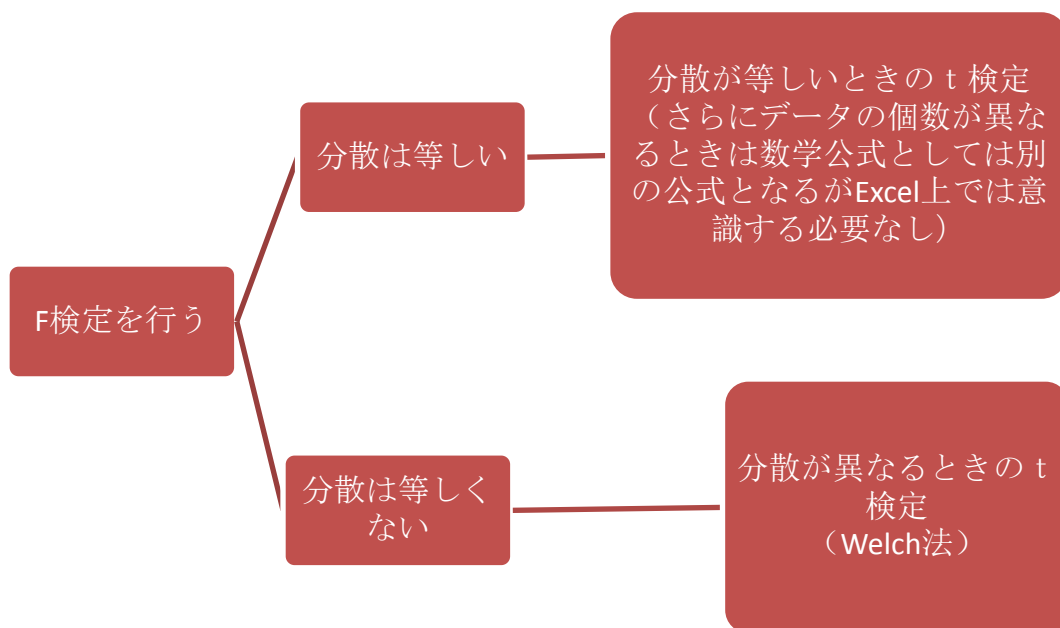 F検定を行う
分散は等しい
分散が等しいときのｔ検定
（さらにデータの個数が異な
るときは数学公式としては別
の公式となるがExcel上では意
識する必要なし）
分散は等しく
ない
分散が異なるときのｔ
検定
（Welch法）